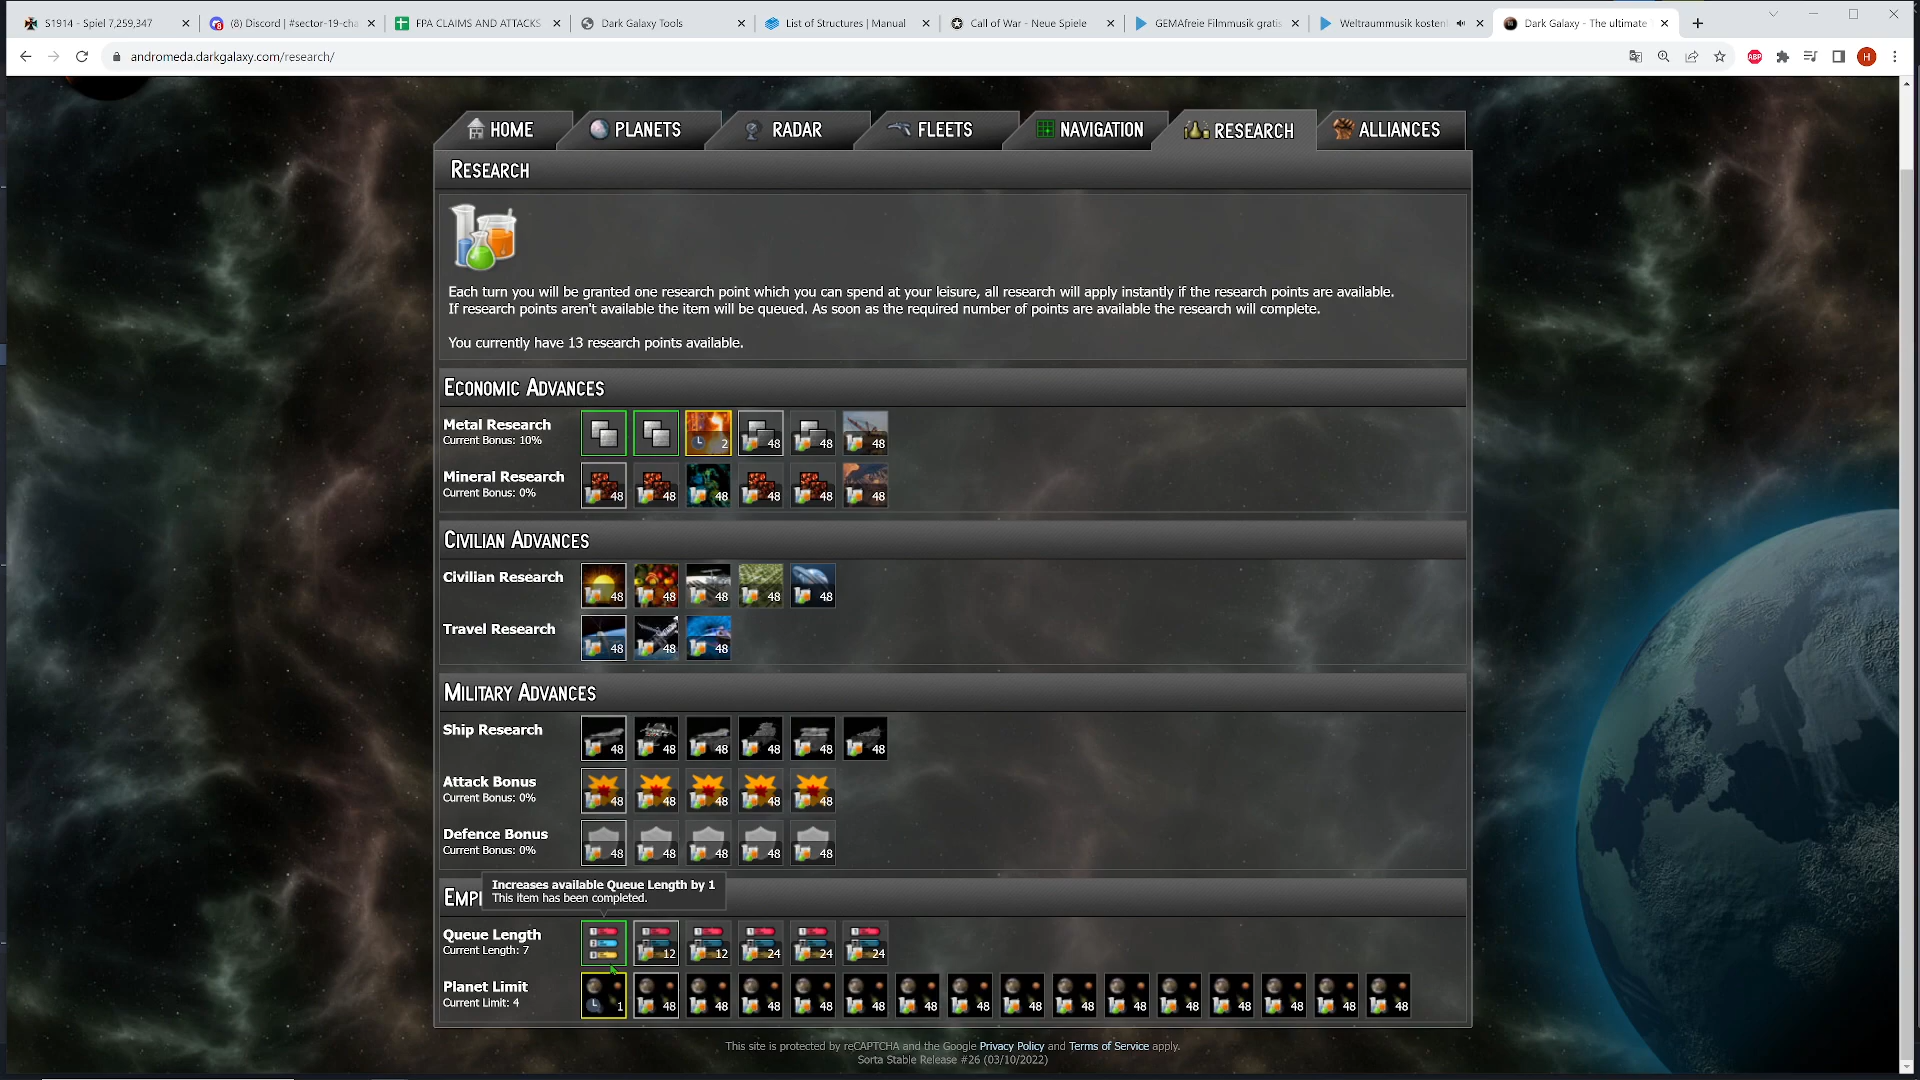 S1914 - Spiel 7,259,347
(8) Discord | #sector-19-cha
FPA CLAIMS AND ATTACKS
Dark Galaxy Tools
List of Structures | Manual
Call of War - Neue Spiele
GEMAfreie Filmmusik gratis
Weltraummusik kostenl
Dark Galaxy - The ultimate
andromeda.darkgalaxy.com/research/
ABP
H
HOME
PLANETS
RADAR
FLEETS
NAVIGATION
RESEARCH
ALLIANCES
RESEARCH
Each turn you will be granted one research point which you can spend at your leisure, all research will apply instantly if the research points are available.
If research points aren't available the item will be queued. As soon as the required number of points are available the research will complete.
You currently have 13 research points available.
ECONOMIC ADVANCES
Metal Research
Current Bonus: 10%
2 48 48 48
Mineral Research
Current Bonus: 0%
48 48 48 48 48 48
CIVILIAN ADVANCES
Civilian Research
48 48 48 48 48
Travel Research
48 48 48
MILITARY ADVANCES
Ship Research
48 48 48 48 48 48
Attack Bonus
Current Bonus: 0%
48 48 48 48 48
Defence Bonus
Current Bonus: 0%
48 48 48 48 48
Increases available Queue Length by 1
This item has been completed.
EMPI
Queue Length
Current Length: 7
1 2 3 12 12 24 24 24
Planet Limit
Current Limit: 4
1 48 48 48 48 48 48 48 48 48 48 48 48 48 48 48
This site is protected by reCAPTCHA and the Google Privacy Policy and Terms of Service apply.
Sorta Stable Release #26 (03/10/2022)